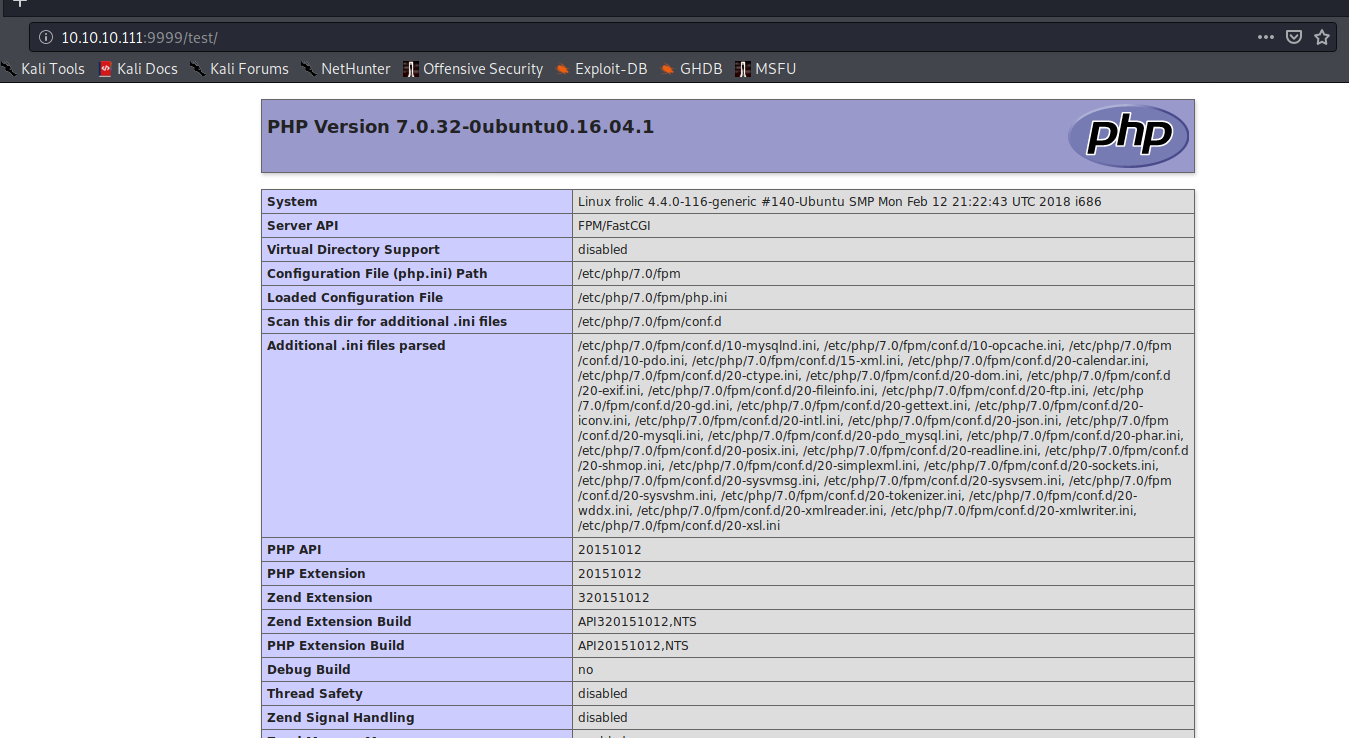 10.10.10.111:9999/test/
Kali Tools Kali Docs Kali Forums NetHunter Offensive Security Exploit-DB GHDB MSFU
PHP Version 7.0.32-0ubuntu0.16.04.1
php
System Linux frolic 4.4.0-116-generic #140-Ubuntu SMP Mon Feb 12 21:22:43 UTC 2018 i686
Server API FPM/FastCGI
Virtual Directory Support disabled
Configuration File (php.ini) Path /etc/php/7.0/fpm
Loaded Configuration File /etc/php/7.0/fpm/php.ini
Scan this dir for additional .ini files /etc/php/7.0/fpm/conf.d
Additional .ini files parsed /etc/php/7.0/fpm/conf.d/10-mysqlnd.ini, /etc/php/7.0/fpm/conf.d/10-opcache.ini, /etc/php/7.0/fpm
/conf.d/10-pdo.ini, /etc/php/7.0/fpm/conf.d/15-xml.ini, /etc/php/7.0/fpm/conf.d/20-calendar.ini,
/etc/php/7.0/fpm/conf.d/20-ctype.ini, /etc/php/7.0/fpm/conf.d/20-dom.ini, /etc/php/7.0/fpm/conf.d
/20-exif.ini, /etc/php/7.0/fpm/conf.d/20-fileinfo.ini, /etc/php/7.0/fpm/conf.d/20-ftp.ini, /etc/php
/7.0/fpm/conf.d/20-gd.ini, /etc/php/7.0/fpm/conf.d/20-gettext.ini, /etc/php/7.0/fpm/conf.d/20-
iconv.ini, /etc/php/7.0/fpm/conf.d/20-intl.ini, /etc/php/7.0/fpm/conf.d/20-json.ini, /etc/php/7.0/fpm
/conf.d/20-mysqli.ini, /etc/php/7.0/fpm/conf.d/20-pdo_mysql.ini, /etc/php/7.0/fpm/conf.d/20-phar.ini,
/etc/php/7.0/fpm/conf.d/20-posix.ini, /etc/php/7.0/fpm/conf.d/20-readline.ini, /etc/php/7.0/fpm/conf.d
/20-shmop.ini, /etc/php/7.0/fpm/conf.d/20-simplexml.ini, /etc/php/7.0/fpm/conf.d/20-sockets.ini,
/etc/php/7.0/fpm/conf.d/20-sysvmsg.ini, /etc/php/7.0/fpm/conf.d/20-sysvsem.ini, /etc/php/7.0/fpm
/conf.d/20-sysvshm.ini, /etc/php/7.0/fpm/conf.d/20-tokenizer.ini, /etc/php/7.0/fpm/conf.d/20-
wddx.ini, /etc/php/7.0/fpm/conf.d/20-xmlreader.ini, /etc/php/7.0/fpm/conf.d/20-xmlwriter.ini,
/etc/php/7.0/fpm/conf.d/20-xsl.ini
PHP API 20151012
PHP Extension 20151012
Zend Extension 320151012
Zend Extension Build API320151012,NTS
PHP Extension Build API20151012,NTS
Debug Build no
Thread Safety disabled
Zend Signal Handling disabled